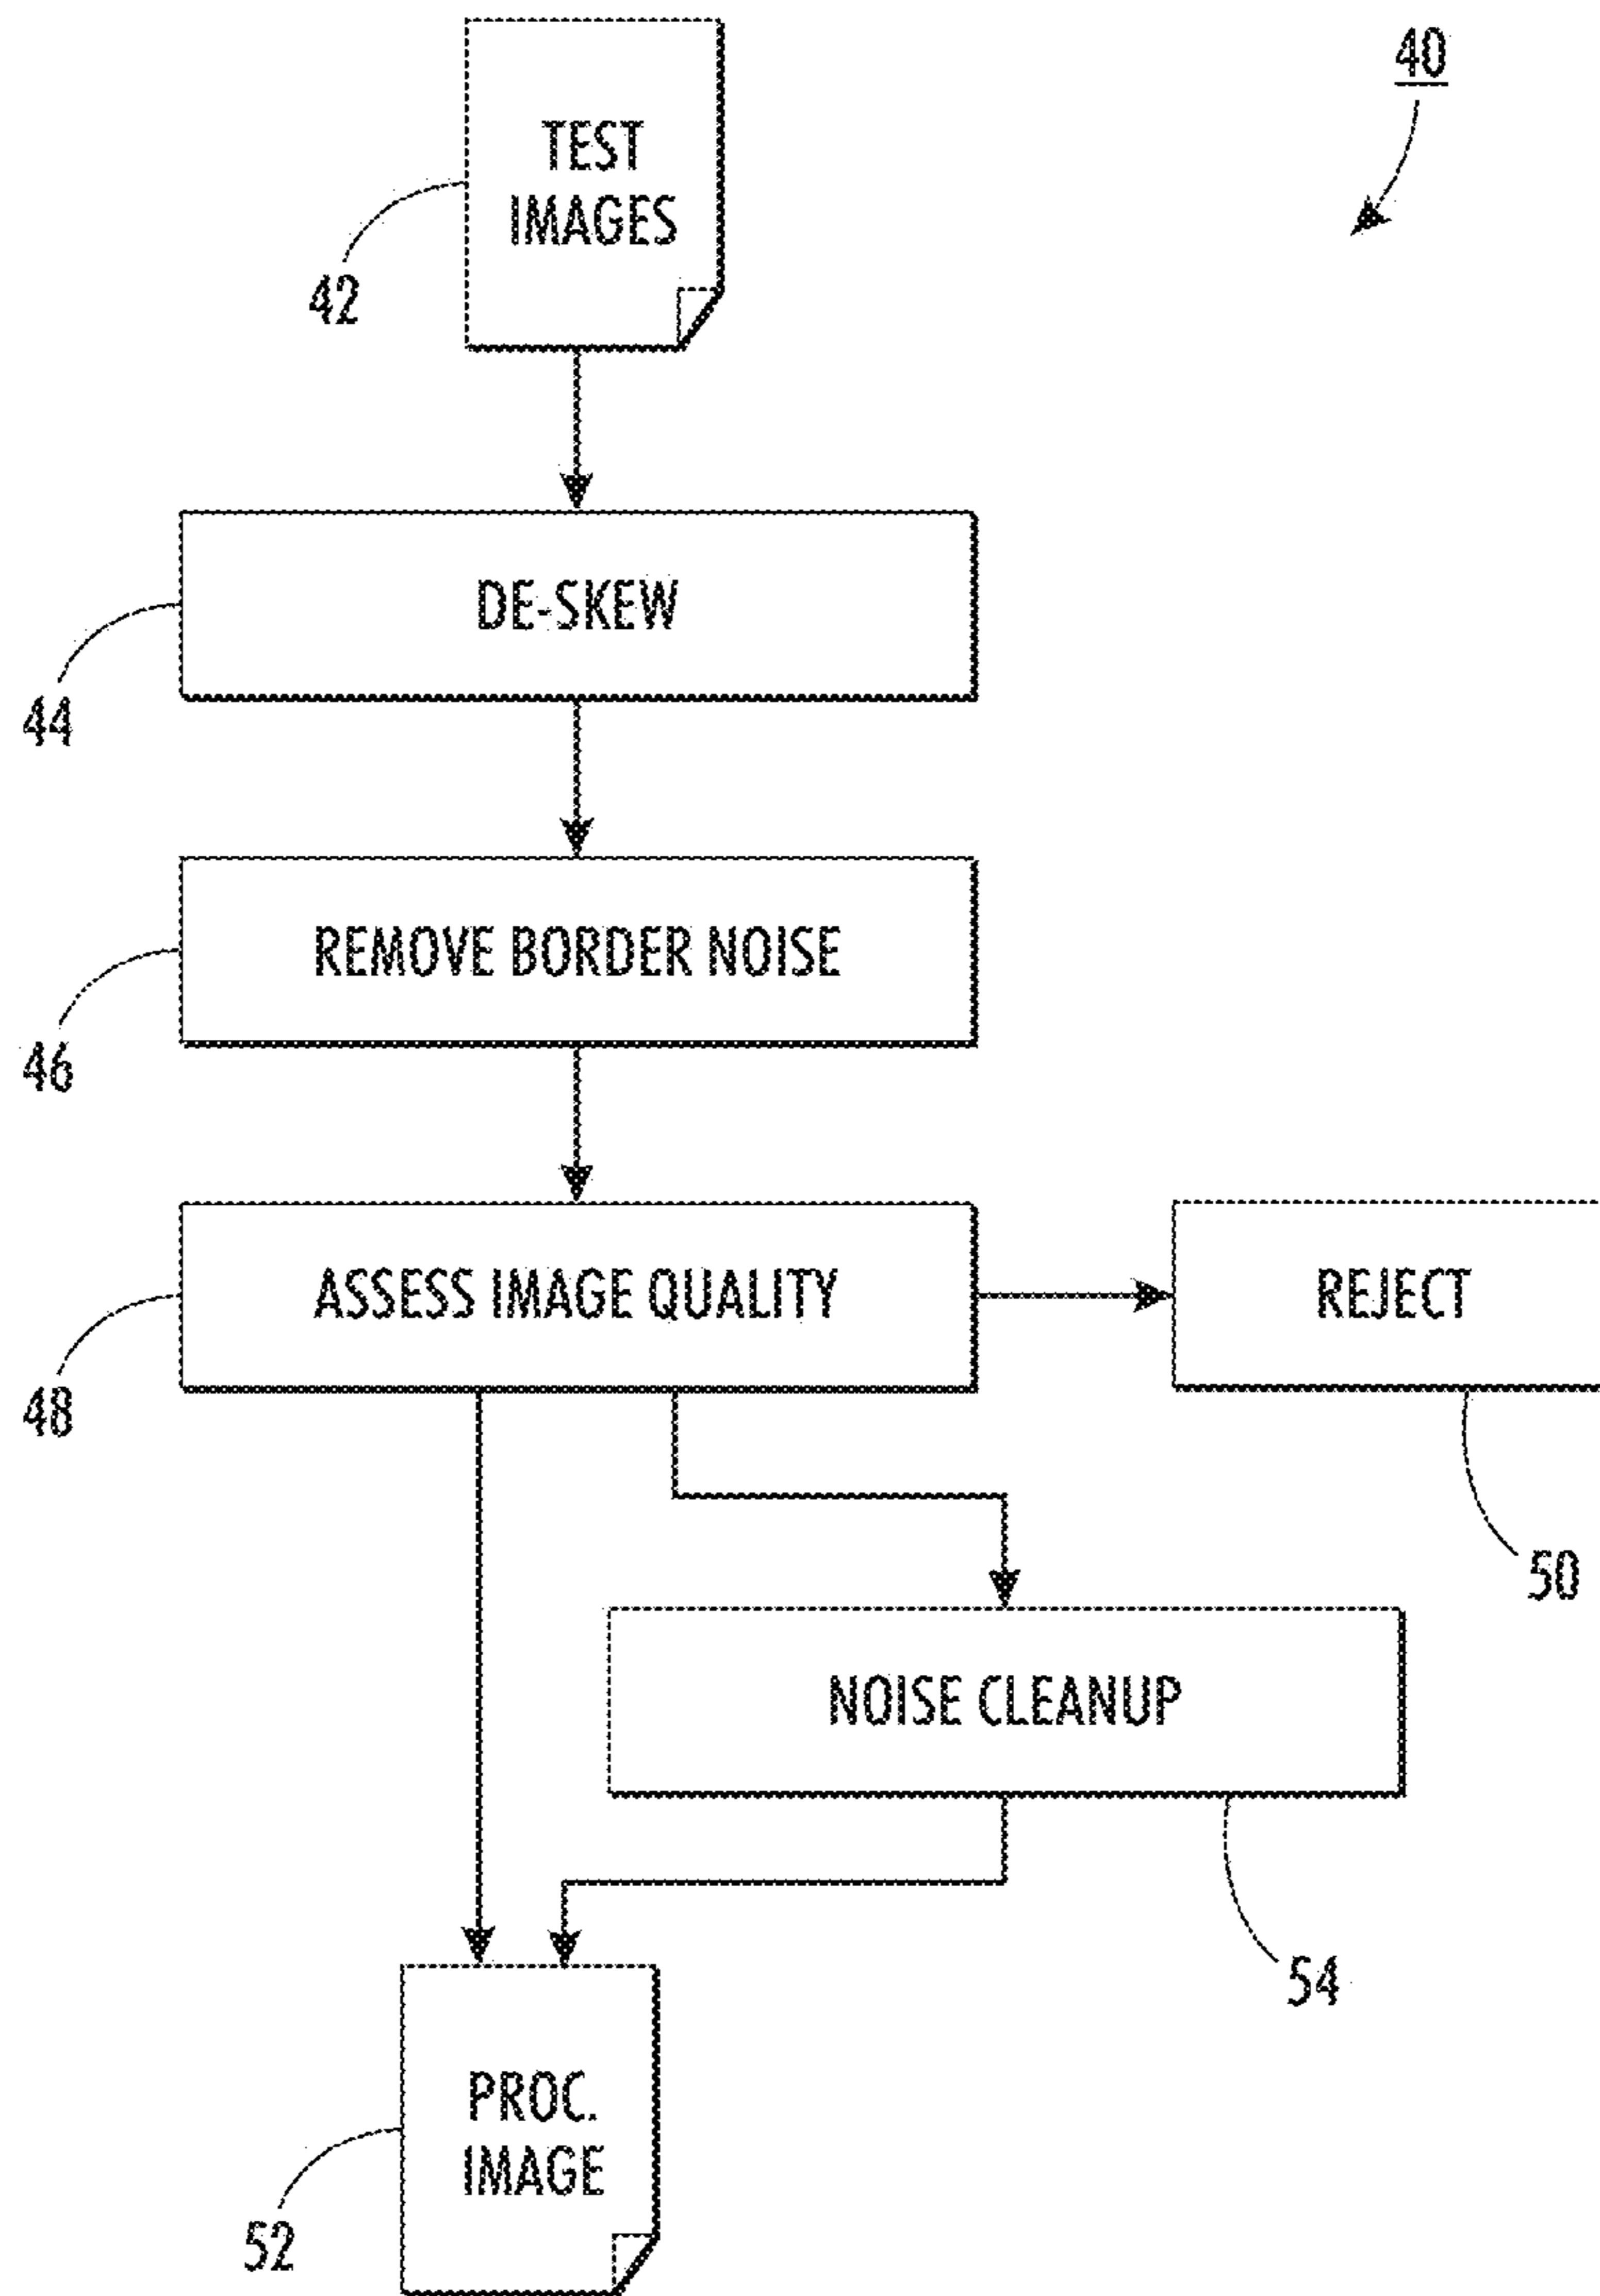 40
TEST
IMAGES
42
DE-SKEW
44
REMOVE BORDER NOISE
46
ASSESS IMAGE QUALITY
REJECT
48
50
NOISE CLEANUP
54
PROC.
IMAGE
52